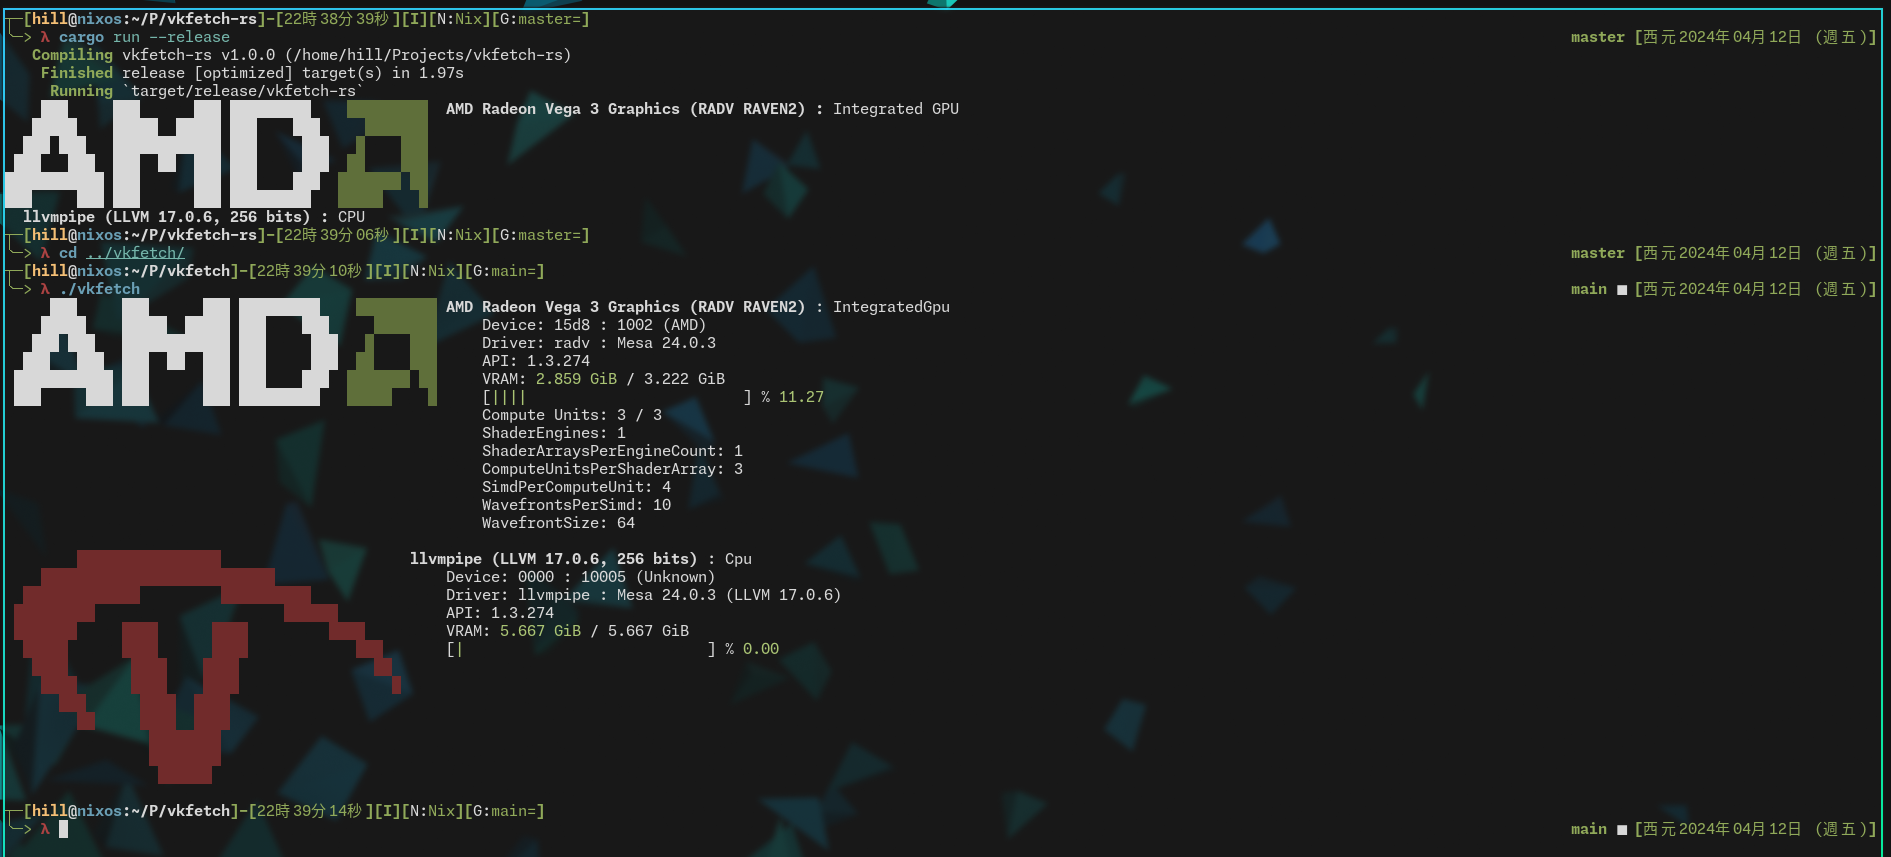 [hill@nixos:~/P/vkfetch-rs]-[22時38分39秒][I][N:Nix][G:master=]
> λ cargo run --release master [西元2024年04月12日 (週五)]
Compiling vkfetch-rs v1.0.0 (/home/hill/Projects/vkfetch-rs)
Finished release [optimized] target(s) in 1.97s
Running `target/release/vkfetch-rs`
AMD
AMD Radeon Vega 3 Graphics (RADV RAVEN2) : Integrated GPU
llvmpipe (LLVM 17.0.6, 256 bits) : CPU
[hill@nixos:~/P/vkfetch-rs]-[22時39分06秒][I][N:Nix][G:master=]
> λ cd ../vkfetch/ master [西元2024年04月12日 (週五)]
[hill@nixos:~/P/vkfetch]-[22時39分10秒][I][N:Nix][G:main=]
> λ ./vkfetch main ■ [西元2024年04月12日 (週五)]
AMD
AMD Radeon Vega 3 Graphics (RADV RAVEN2) : IntegratedGpu
Device: 15d8 : 1002 (AMD)
Driver: radv : Mesa 24.0.3
API: 1.3.274
VRAM: 2.859 GiB / 3.222 GiB
[||||                        ] % 11.27
Compute Units: 3 / 3
ShaderEngines: 1
ShaderArraysPerEngineCount: 1
ComputeUnitsPerShaderArray: 3
SimdPerComputeUnit: 4
WavefrontsPerSimd: 10
WavefrontSize: 64
V
llvmpipe (LLVM 17.0.6, 256 bits) : Cpu
Device: 0000 : 10005 (Unknown)
Driver: llvmpipe : Mesa 24.0.3 (LLVM 17.0.6)
API: 1.3.274
VRAM: 5.667 GiB / 5.667 GiB
[|                           ] % 0.00
[hill@nixos:~/P/vkfetch]-[22時39分14秒][I][N:Nix][G:main=]
> λ main ■ [西元2024年04月12日 (週五)]